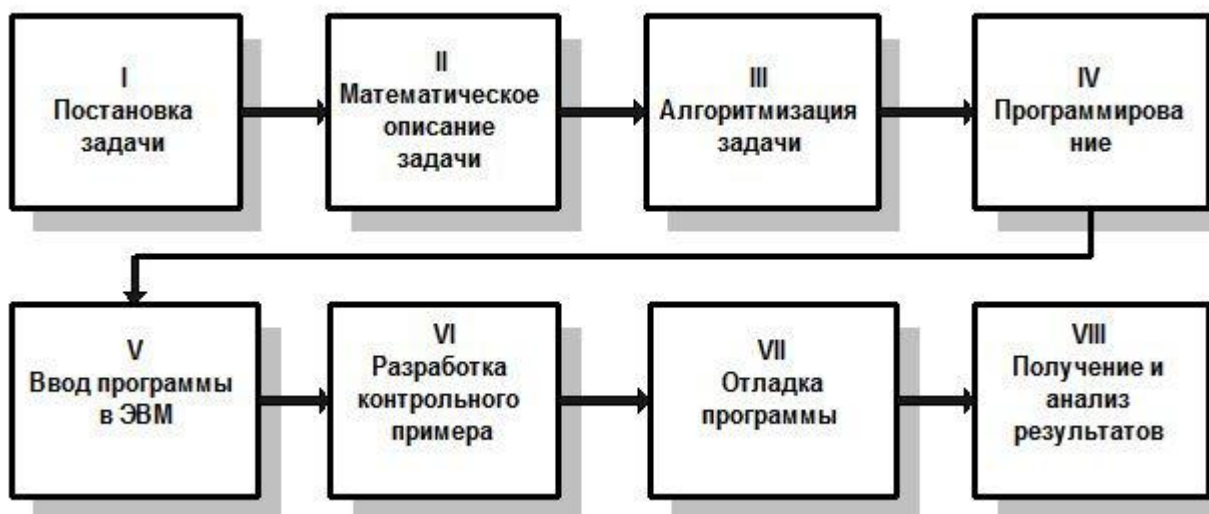 I
Постановка
задачи
II
Математическое
описание
задачи
III
Алгоритмизация
задачи
IV
Программирова
ние
V
Ввод программы
в ЭВМ
VI
Разработка
контрольного
примера
VII
Отладка
программы
VIII
Получение и
анализ
результатов